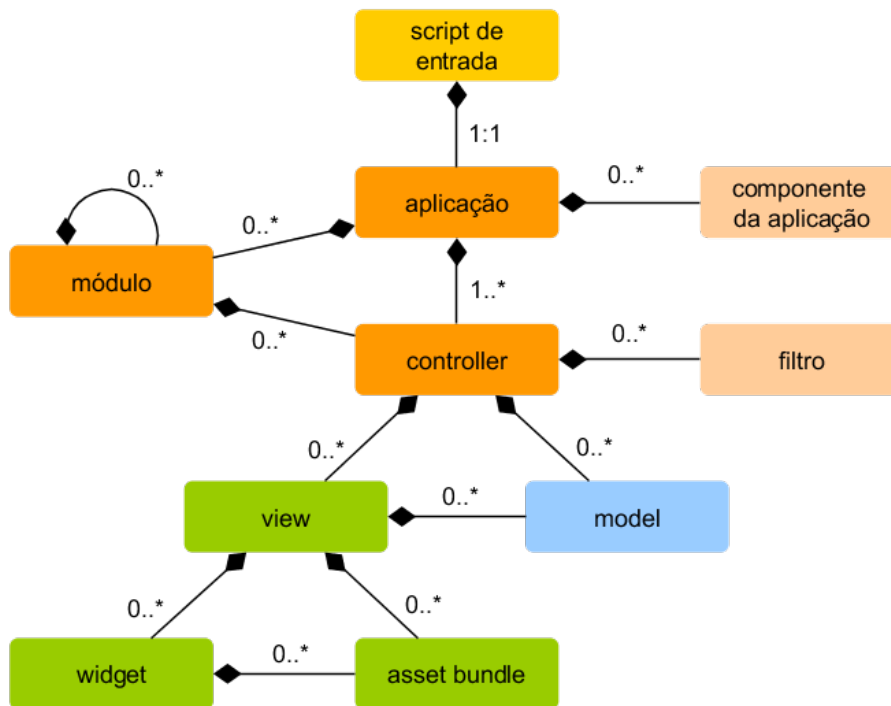 script de
entrada
1:1
0..*
0..*
aplicação
componente
da aplicação
0..*
módulo
1..*
0..*
controller
0..*
filtro
0..*
0..*
view
0..*
model
0..*
0..*
widget
0..*
asset bundle